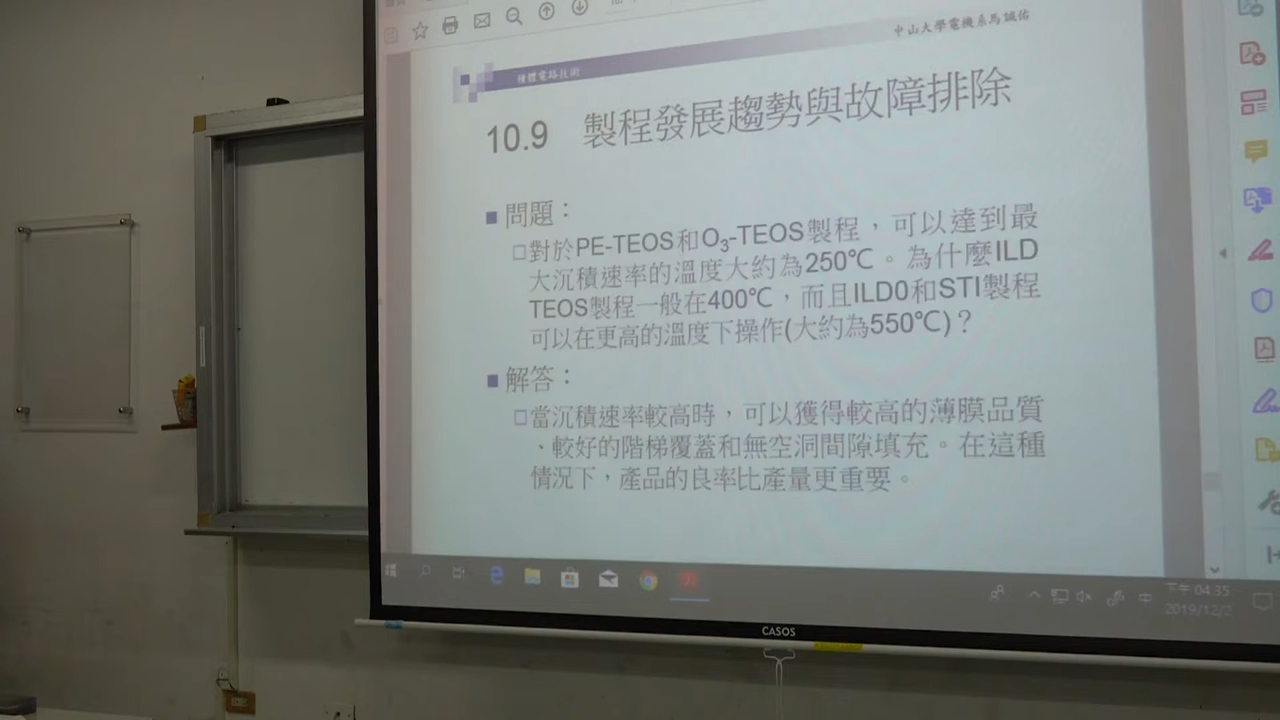 中山大學電機系馬誠佑
積體電路技術
10.9 製程發展趨勢與故障排除
■ 問題：
□對於PE-TEOS和O₃-TEOS製程，可以達到最
大沉積速率的溫度大約為250℃。為什麼ILD
TEOS製程一般在400℃，而且ILD0和STI製程
可以在更高的溫度下操作(大約為550℃)？
■ 解答：
□當沉積速率較高時，可以獲得較高的薄膜品質
、較好的階梯覆蓋和無空洞間隙填充。在這種
情況下，產品的良率比產量更重要。
中
下午 04:35
2019/12/2
CASOS